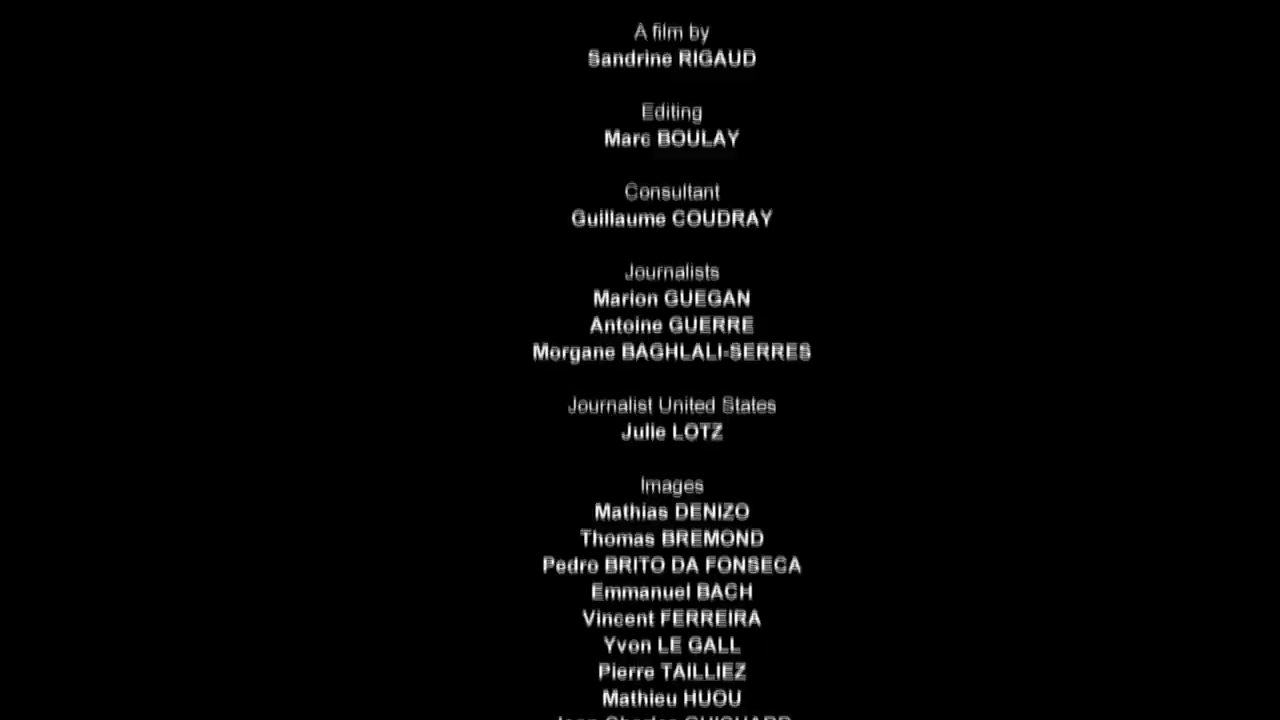 A film by
Sandrine RIGAUD
Editing
Marc BOULAY
Consultant
Guillaume COUDRAY
Journalists
Marion GUEGAN
Antoine GUERRE
Morgane BAGHLALI-SERRES
Journalist United States
Julie LOTZ
Images
Mathias DENIZO
Thomas BREMOND
Pedro BRITO DA FONSECA
Emmanuel BACH
Vincent FERREIRA
Yvon LE GALL
Pierre TAILLIEZ
Mathieu HUOU